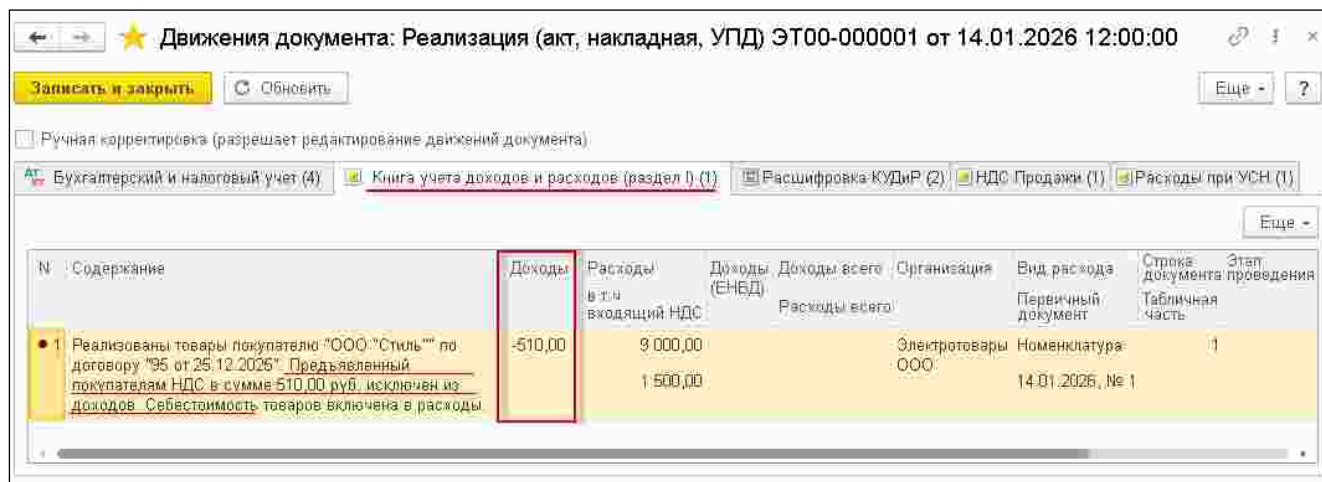 Движения документа: Реализация (акт, накладная, УПД) ЭТ00-000001 от 14.01.2026 12:00:00
Записать и закрыть Обновить Еще ?
Ручная корректировка (разрешает редактирование движений документа)
Бухгалтерский и налоговый учет (4) Книга учета доходов и расходов (раздел I) (1) Расшифровка КУДиР (2) НДС Продажи (1) Расходы при УСН (1)
Еще
N Содержание Доходы Расходы Доходы (ЕНВД) Доходы всего Организация Вид расхода Строка документа Этап проведения
в т.ч. входящий НДС Расходы всего Первичный документ Табличная часть
1 Реализованы товары покупателю "ООО "Стиль"" по -510,00 9 000,00 Электротовары ООО Номенклатура 1
договору "95 от 25.12.2025". Предъявленный
покупателям НДС в сумме 510,00 руб. исключен из 1 500,00 14.01.2026, № 1
доходов. Себестоимость товаров включена в расходы